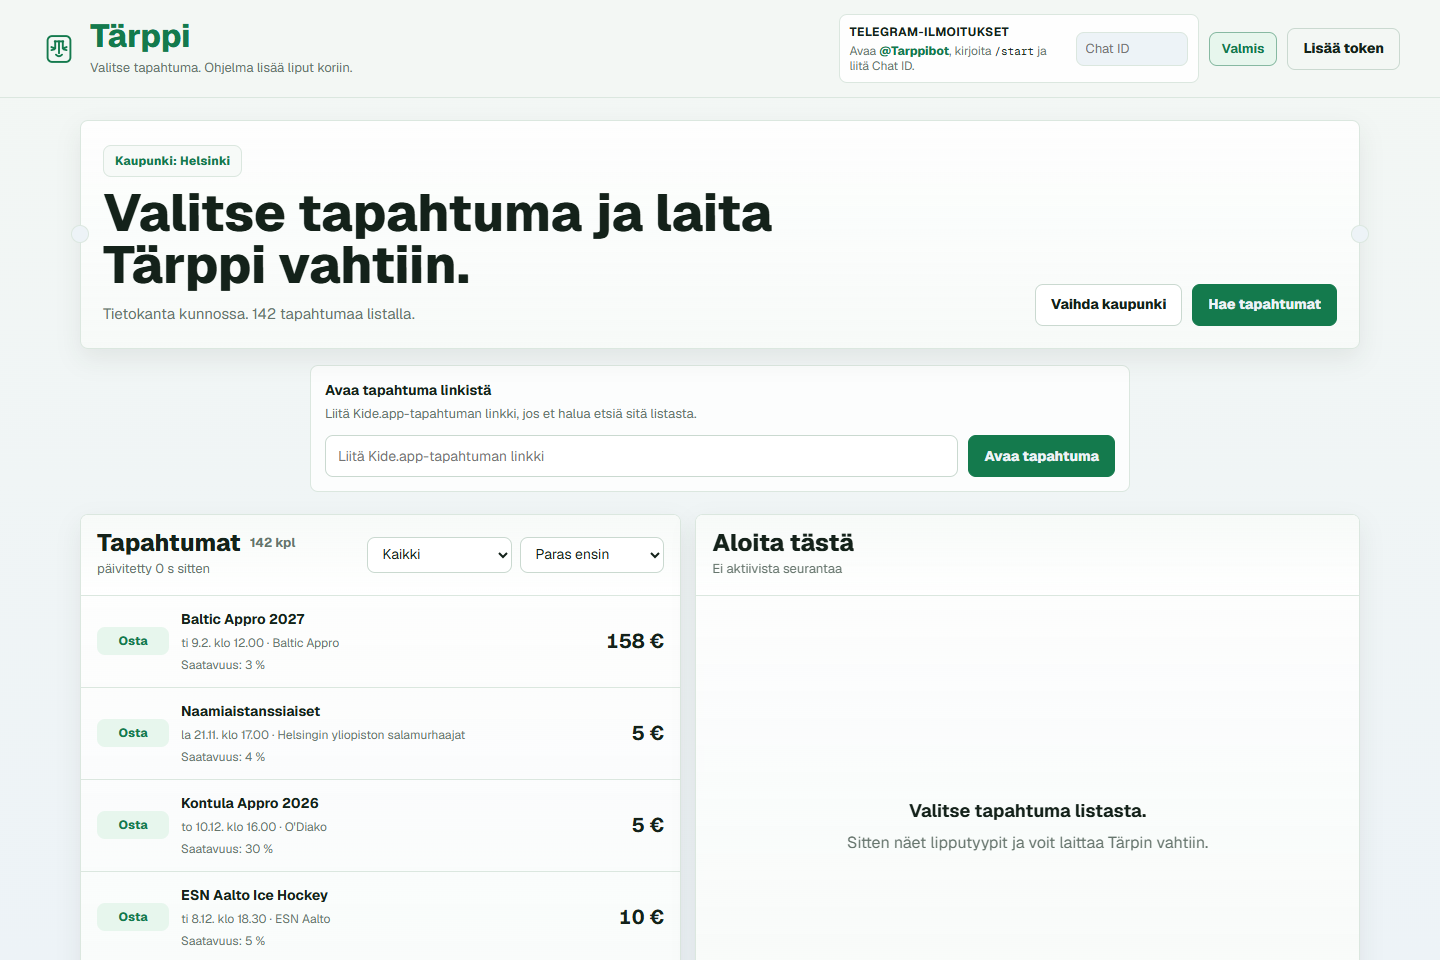 Tärppi
Valitse tapahtuma. Ohjelma lisää liput koriin.
TELEGRAM-ILMOITUKSET
Avaa @Tarppibot, kirjoita /start ja
liitä Chat ID.
Chat ID
Valmis
Lisää token
Kaupunki: Helsinki
Valitse tapahtuma ja laita
Tärppi vahtiin.
Tietokanta kunnossa. 142 tapahtumaa listalla.
Vaihda kaupunki
Hae tapahtumat
Avaa tapahtuma linkistä
Liitä Kide.app-tapahtuman linkki, jos et halua etsiä sitä listasta.
Liitä Kide.app-tapahtuman linkki
Avaa tapahtuma
Tapahtumat 142 kpl
päivitetty 0 s sitten
Kaikki
Paras ensin
Osta
Baltic Appro 2027
ti 9.2. klo 12.00 · Baltic Appro
Saatavuus: 3 %
158 €
Osta
Naamiaistanssiaiset
la 21.11. klo 17.00 · Helsingin yliopiston salamurhaajat
Saatavuus: 4 %
5 €
Osta
Kontula Appro 2026
to 10.12. klo 16.00 · O'Diako
Saatavuus: 30 %
5 €
Osta
ESN Aalto Ice Hockey
ti 8.12. klo 18.30 · ESN Aalto
Saatavuus: 5 %
10 €
Aloita tästä
Ei aktiivista seurantaa
Valitse tapahtuma listasta.
Sitten näet lipputyypit ja voit laittaa Tärpin vahtiin.